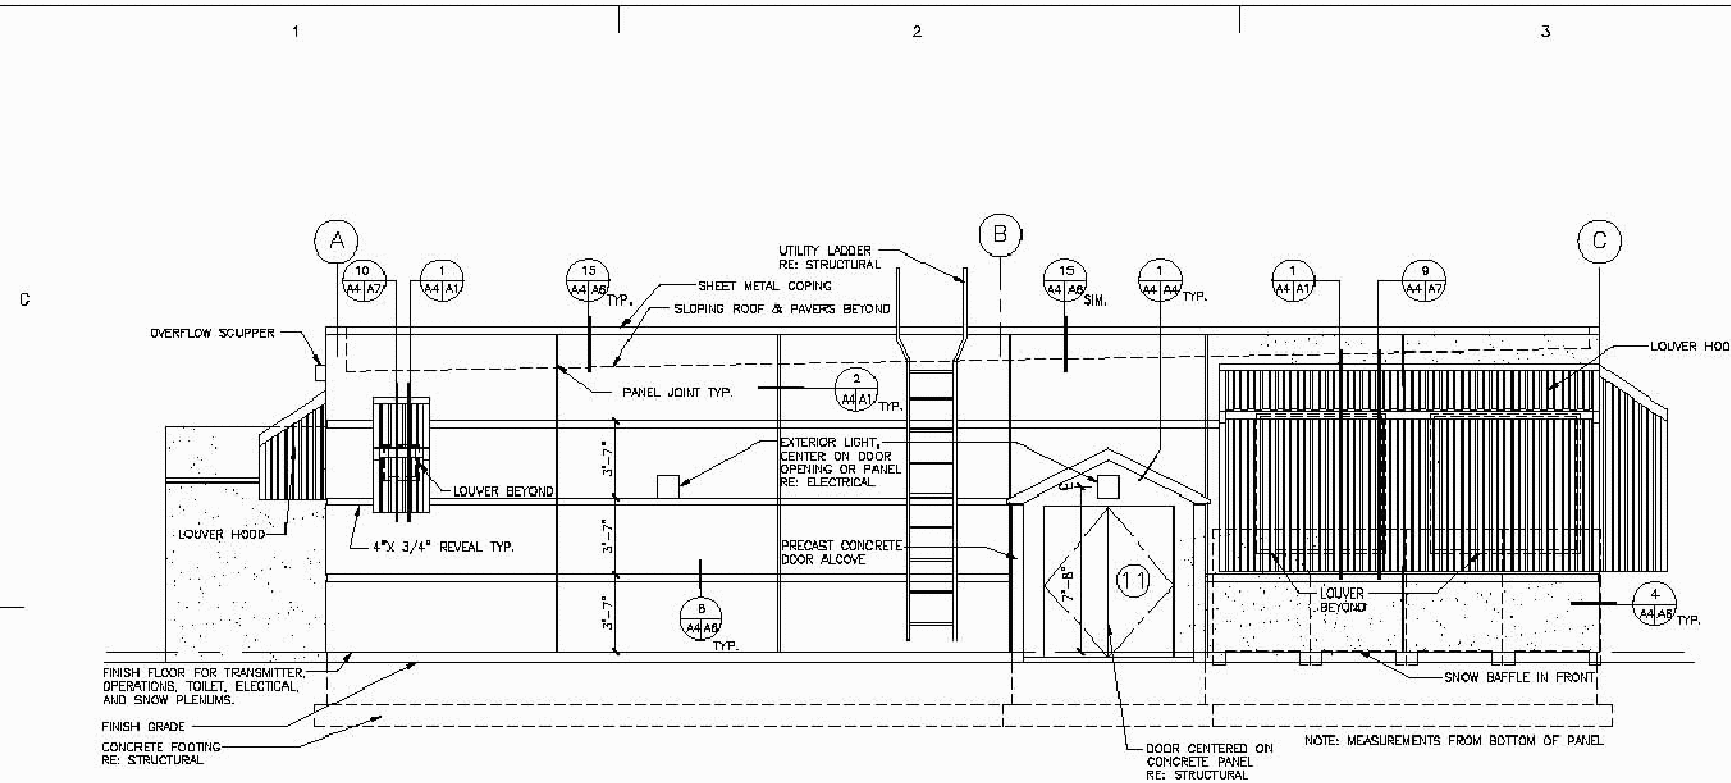 1
2
3
C
A
B
C
10
A4 A7
1
A4 A1
15
A4 A6
TYP.
UTILITY LADDER
RE: STRUCTURAL
15
A4 A6
SIM.
1
A4 A4
TYP.
1
A4 A1
9
A4 A7
SHEET METAL COPING
SLOPING ROOF & PAVERS BEYOND
OVERFLOW SCUPPER
LOUVER HOO
PANEL JOINT TYP.
2
A4 A1
TYP.
3'-7"
EXTERIOR LIGHT,
CENTER ON DOOR
OPENING OR PANEL
RE: ELECTRICAL
LOUVER BEYOND
LOUVER HOOD
4"X 3/4" REVEAL TYP.
3'-7"
PRECAST CONCRETE
DOOR ALCOVE
7'-8"
11
LOUVER
BEYOND
3'-7"
4
A4 A6
TYP.
TYP.
FINISH FLOOR FOR TRANSMITTER,
OPERATIONS, TOILET, ELECTICAL,
AND SNOW PLENUMS.
SNOW BAFFLE IN FRONT
FINISH GRADE
CONCRETE FOOTING
RE: STRUCTURAL
DOOR CENTERED ON
CONCRETE PANEL
RE: STRUCTURAL
NOTE: MEASUREMENTS FROM BOTTOM OF PANEL